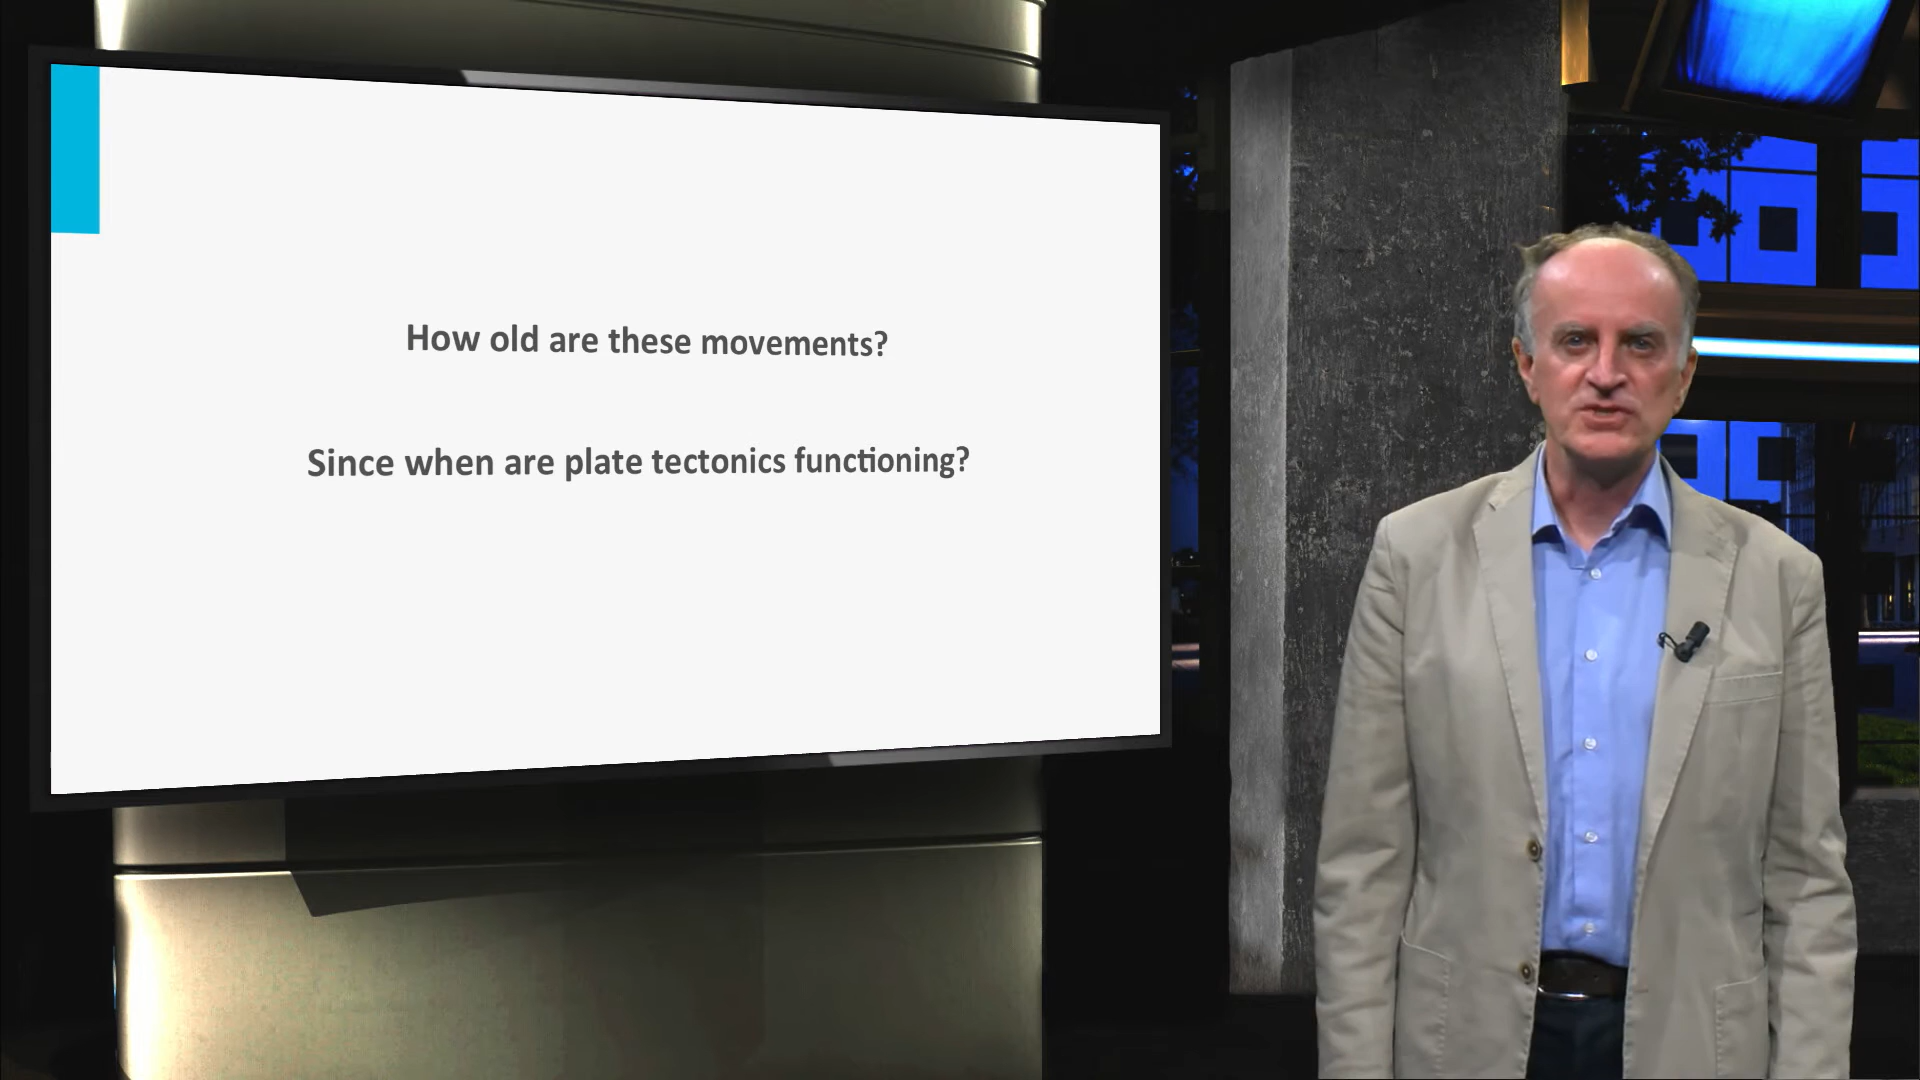 How old are these movements?
Since when are plate tectonics functioning?